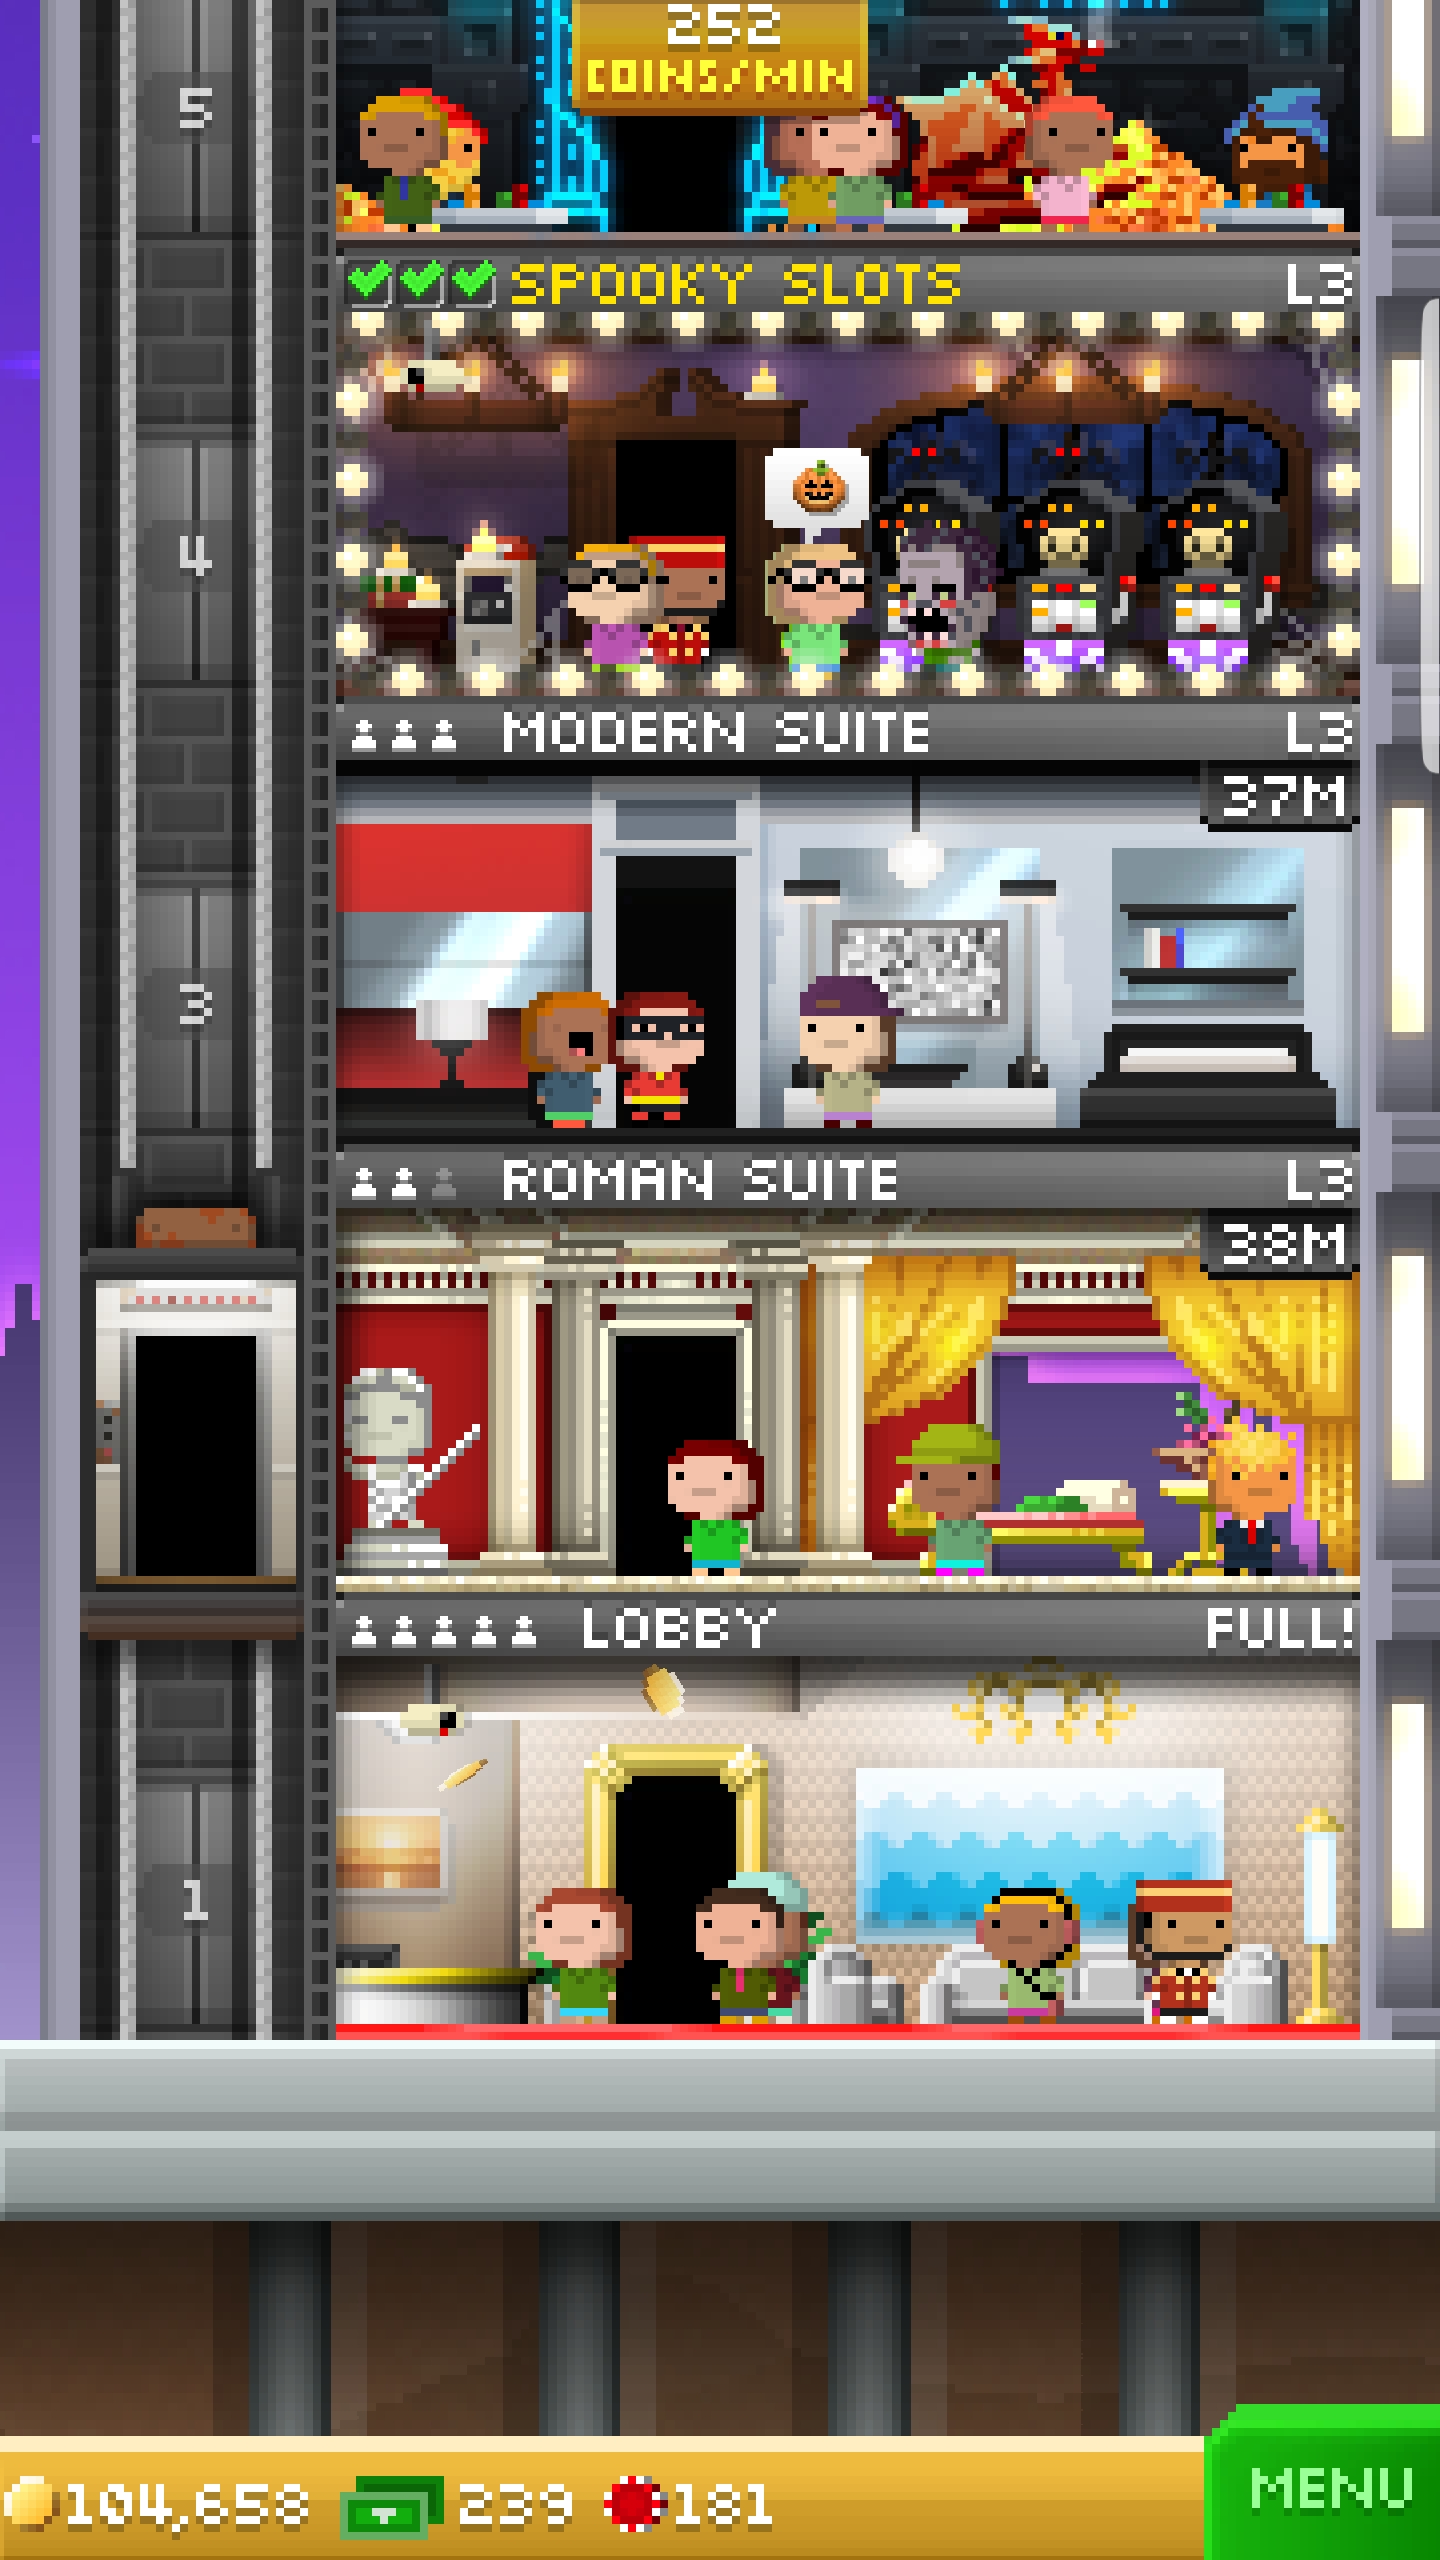 252
COINS/MIN
5
SPOOKY SLOTS L3
4
MODERN SUITE L3
37M
3
ROMAN SUITE L3
38M
LOBBY FULL!
1
104,658 239 181
MENU